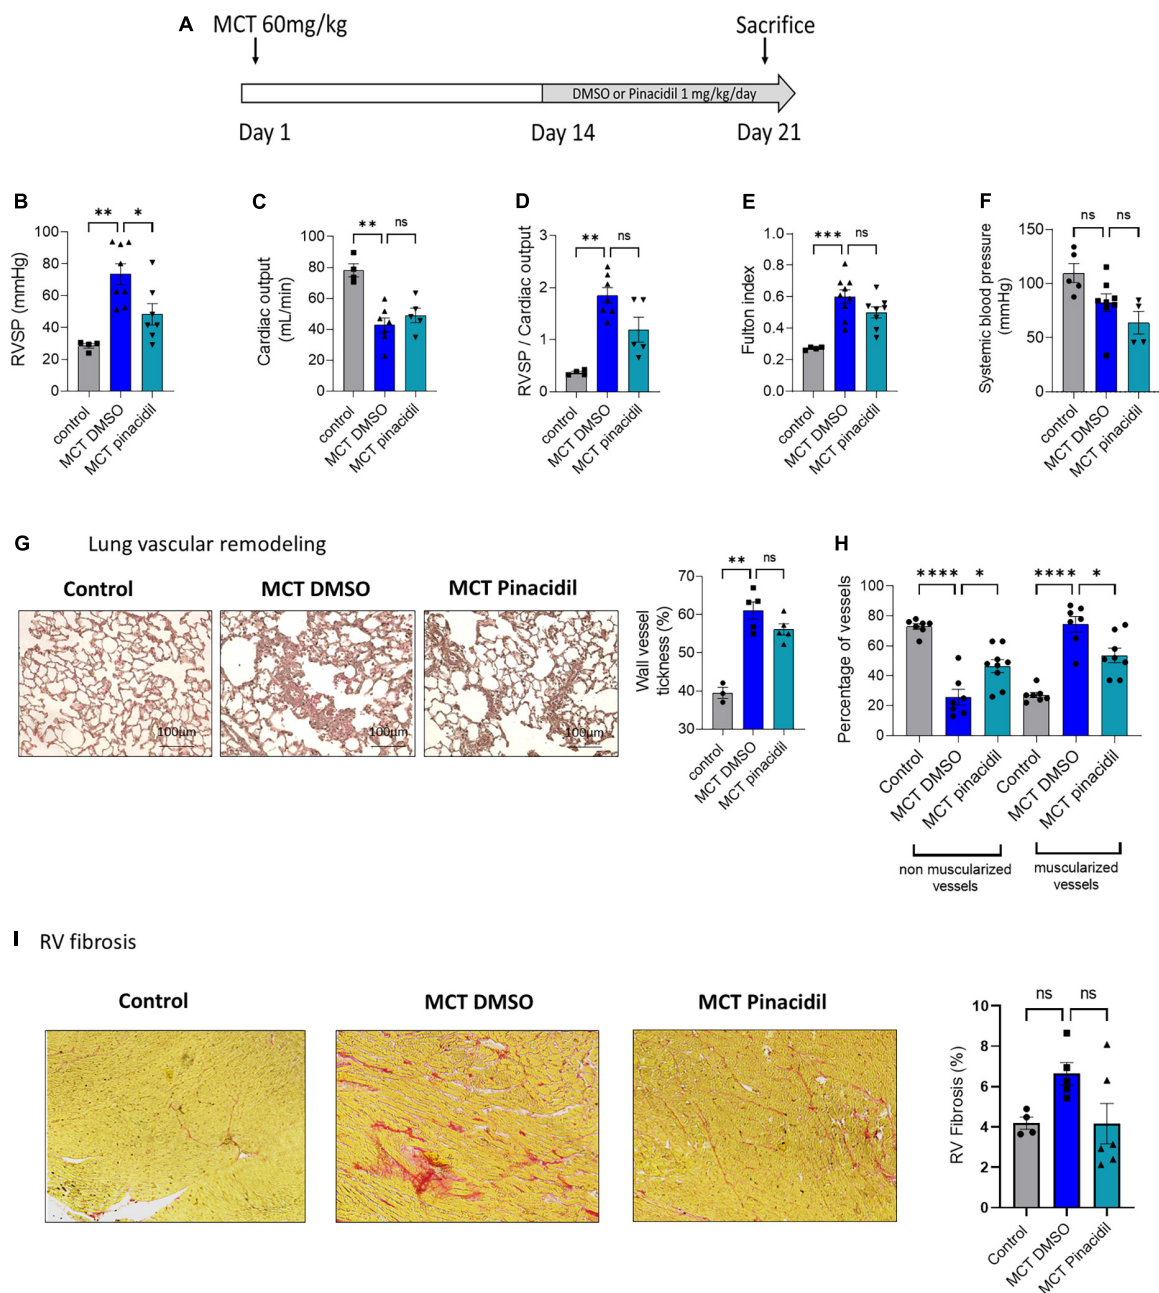 A
MCT 60mg/kg
Sacrifice
DMSO or Pinacidil 1 mg/kg/day
Day 1
Day 14
Day 21
B
RVSP (mmHg)
100
80
60
40
20
0
**
*
control
MCT DMSO
MCT pinacidil
C
Cardiac output
(mL/min)
100
80
60
40
20
0
**
ns
control
MCT DMSO
MCT pinacidil
D
RVSP / Cardiac output
3
2
1
0
**
ns
control
MCT DMSO
MCT pinacidil
E
Fulton index
1.0
0.8
0.6
0.4
0.2
0.0
***
ns
control
MCT DMSO
MCT pinacidil
F
Systemic blood pressure
(mmHg)
150
100
50
0
ns
ns
control
MCT DMSO
MCT pinacidil
G
Lung vascular remodeling
Control
MCT DMSO
MCT Pinacidil
100µm
100µm
100µm
Wall vessel
tickness (%)
70
60
50
40
30
**
ns
control
MCT DMSO
MCT pinacidil
H
Percentage of vessels
100
80
60
40
20
0
****
*
****
*
Control
MCT DMSO
MCT pinacidil
Control
MCT DMSO
MCT pinacidil
non muscularized
vessels
muscularized
vessels
I
RV fibrosis
Control
MCT DMSO
MCT Pinacidil
RV Fibrosis (%)
10
8
6
4
2
0
ns
ns
Control
MCT DMSO
MCT Pinacidil